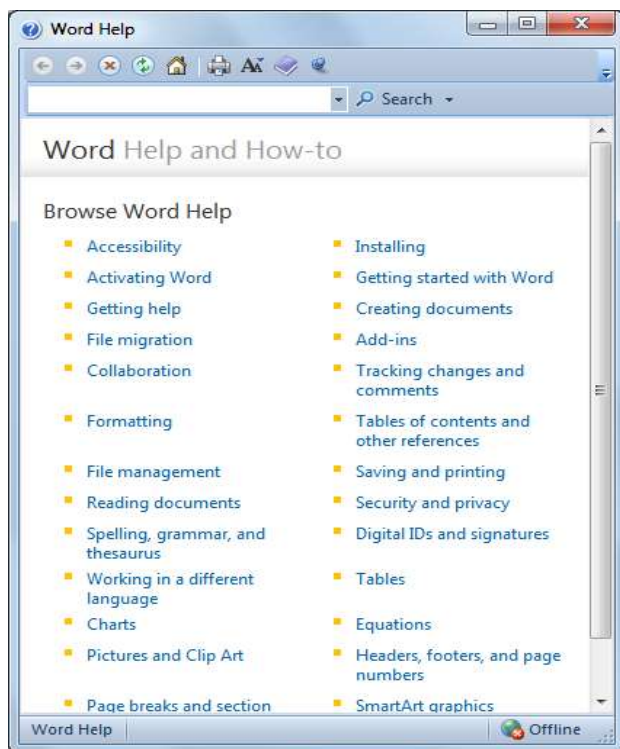 Word Help
Search
Word Help and How-to
Browse Word Help
Accessibility
Installing
Activating Word
Getting started with Word
Getting help
Creating documents
File migration
Add-ins
Collaboration
Tracking changes and
comments
Formatting
Tables of contents and
other references
File management
Saving and printing
Reading documents
Security and privacy
Spelling, grammar, and
thesaurus
Digital IDs and signatures
Working in a different
language
Tables
Charts
Equations
Pictures and Clip Art
Headers, footers, and page
numbers
Page breaks and section
SmartArt graphics
Word Help
Offline